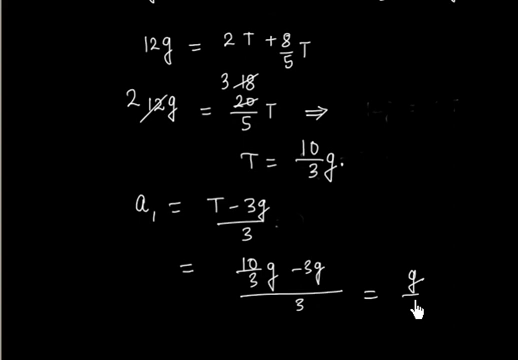 12g = 2T + 8/5 T
2 12g = 3 18 20/5 T ⇒
T = 10/3 g.
a₁ = T - 3g / 3
= 10/3 g - 3g / 3 = g